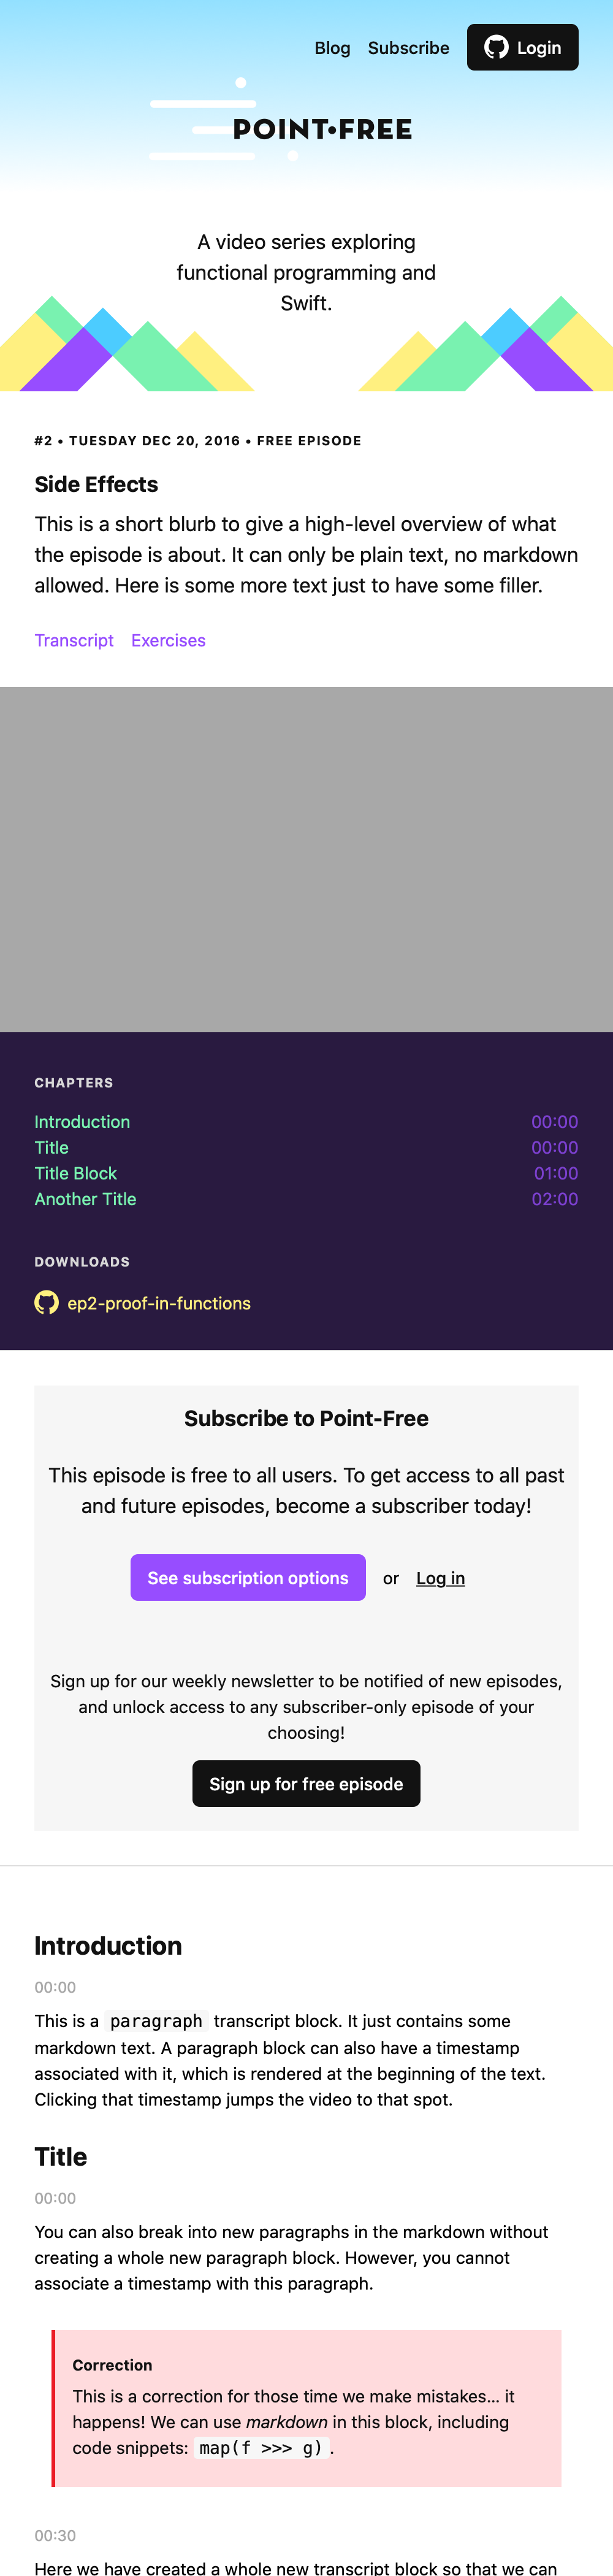 Blog Subscribe Login
POINT•FREE
A video series exploring
functional programming and
Swift.
#2 • TUESDAY DEC 20, 2016 • FREE EPISODE
Side Effects
This is a short blurb to give a high-level overview of what
the episode is about. It can only be plain text, no markdown
allowed. Here is some more text just to have some filler.
Transcript Exercises
CHAPTERS
Introduction 00:00
Title 00:00
Title Block 01:00
Another Title 02:00
DOWNLOADS
ep2-proof-in-functions
Subscribe to Point-Free
This episode is free to all users. To get access to all past
and future episodes, become a subscriber today!
See subscription options or Log in
Sign up for our weekly newsletter to be notified of new episodes,
and unlock access to any subscriber-only episode of your
choosing!
Sign up for free episode
Introduction
00:00
This is a paragraph transcript block. It just contains some
markdown text. A paragraph block can also have a timestamp
associated with it, which is rendered at the beginning of the text.
Clicking that timestamp jumps the video to that spot.
Title
00:00
You can also break into new paragraphs in the markdown without
creating a whole new paragraph block. However, you cannot
associate a timestamp with this paragraph.
Correction
This is a correction for those time we make mistakes... it
happens! We can use markdown in this block, including
code snippets: map(f >>> g).
00:30
Here we have created a whole new transcript block so that we can